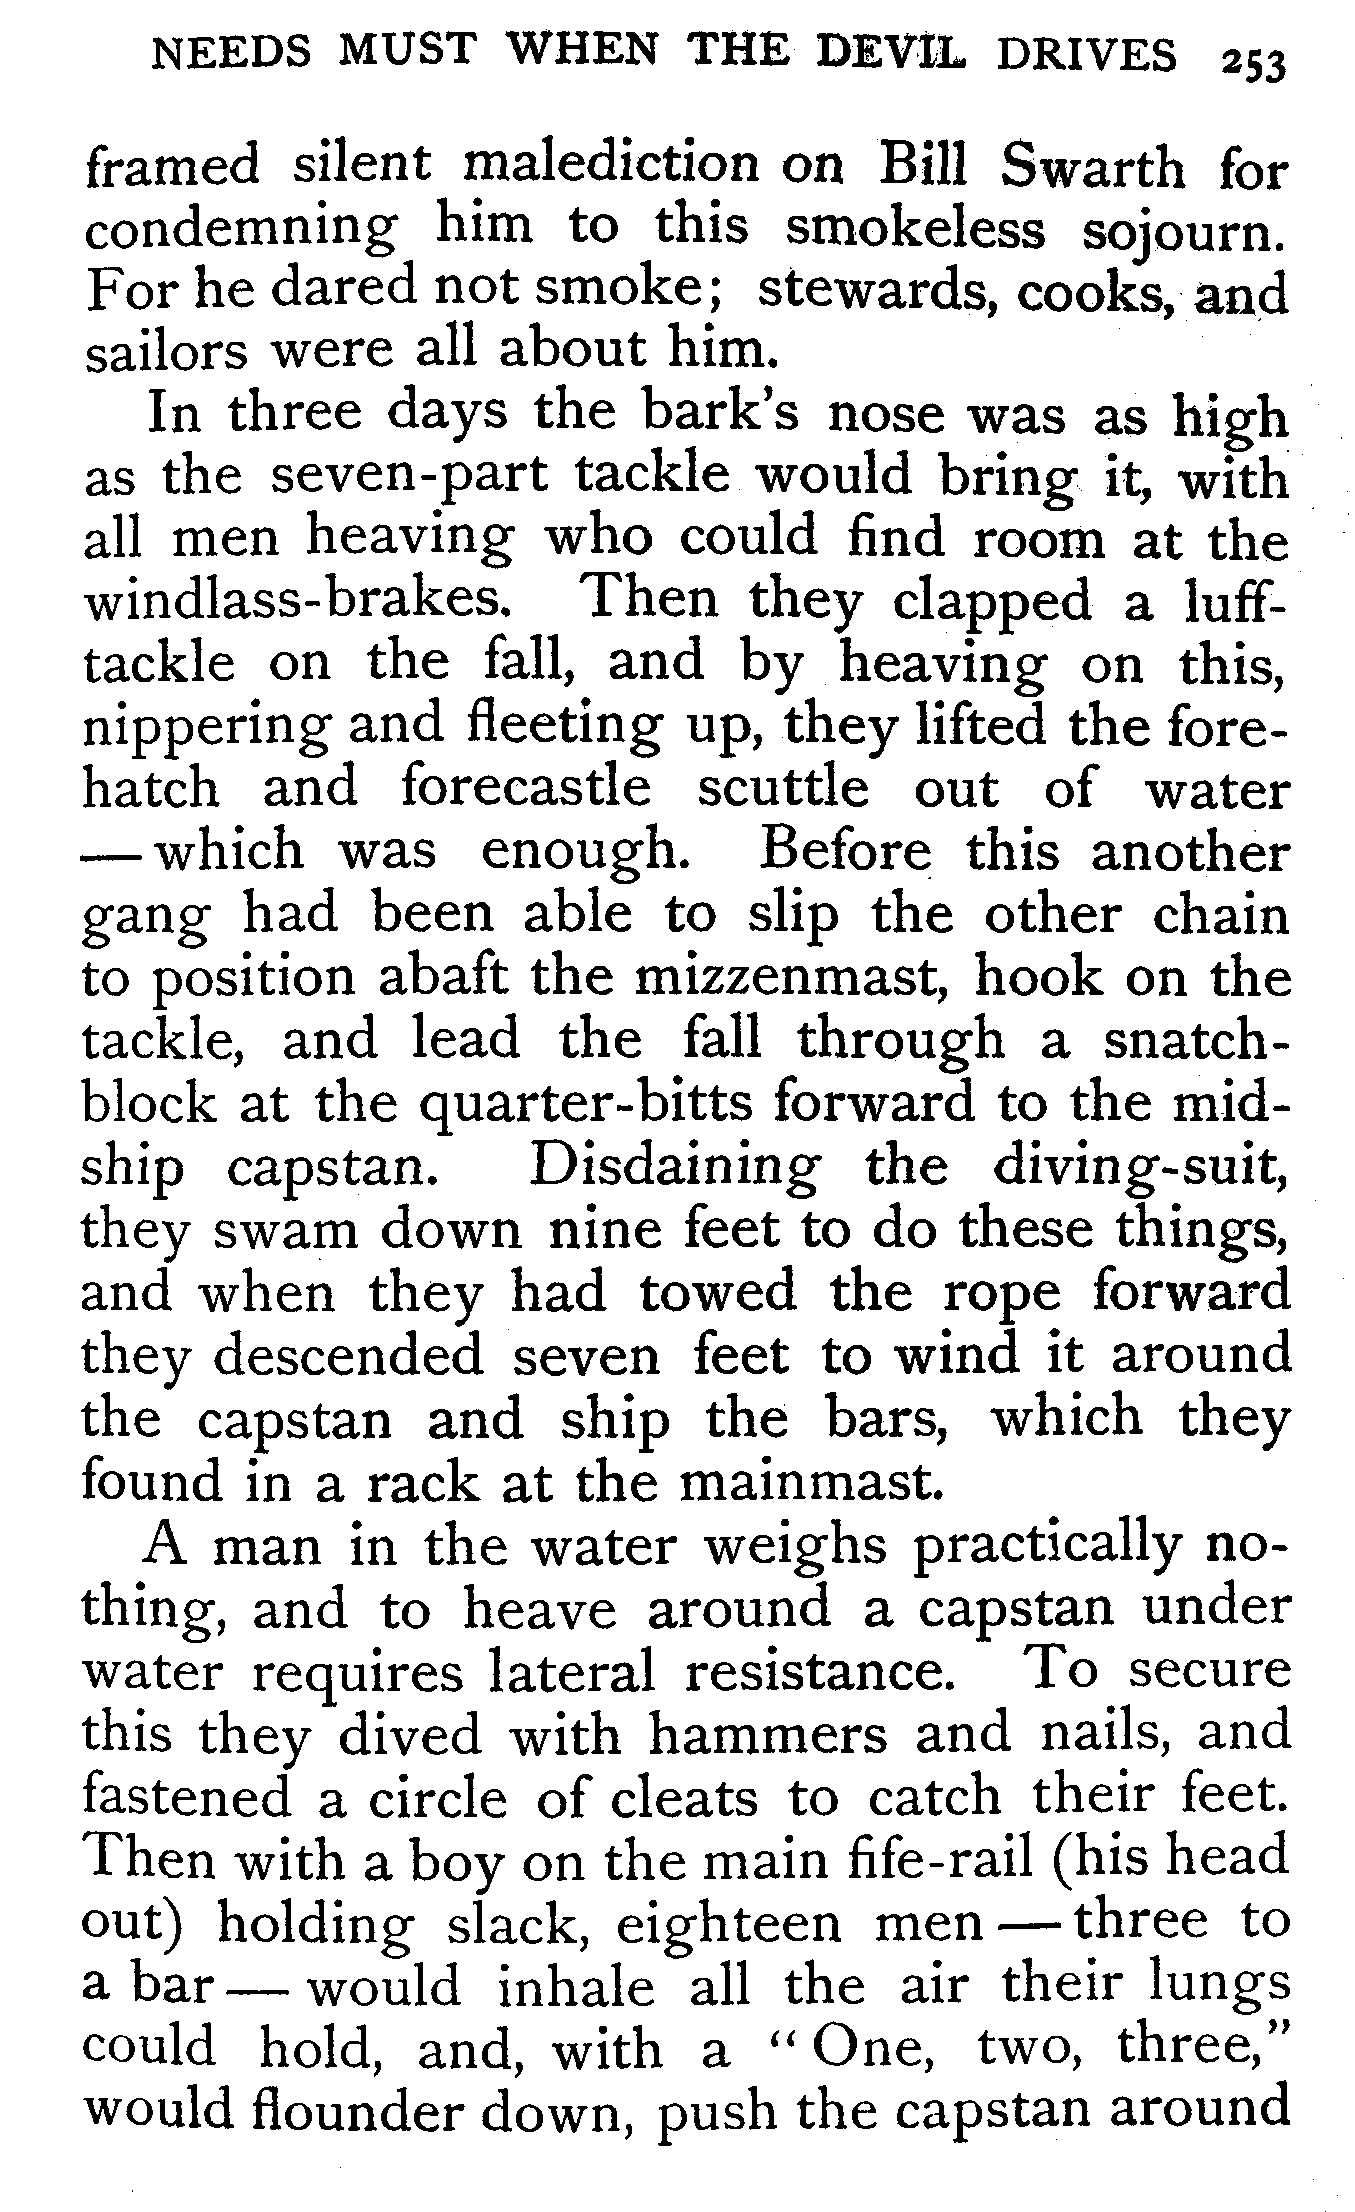 NEEDS MUST WHEN THE DEVIL DRIVES 253
framed silent malediction on Bill Swarth for
condemning him to this smokeless sojourn.
For he dared not smoke; stewards, cooks, and
sailors were all about him.
In three days the bark's nose was as high
as the seven-part tackle would bring it, with
all men heaving who could find room at the
windlass-brakes. Then they clapped a luff-
tackle on the fall, and by heaving on this,
nippering and fleeting up, they lifted the fore-
hatch and forecastle scuttle out of water
— which was enough. Before this another
gang had been able to slip the other chain
to position abaft the mizzenmast, hook on the
tackle, and lead the fall through a snatch-
block at the quarter-bitts forward to the mid-
ship capstan. Disdaining the diving-suit,
they swam down nine feet to do these things,
and when they had towed the rope forward
they descended seven feet to wind it around
the capstan and ship the bars, which they
found in a rack at the mainmast.
A man in the water weighs practically no-
thing, and to heave around a capstan under
water requires lateral resistance. To secure
this they dived with hammers and nails, and
fastened a circle of cleats to catch their feet.
Then with a boy on the main fife-rail (his head
out) holding slack, eighteen men — three to
a bar — would inhale all the air their lungs
could hold, and, with a "One, two, three,"
would flounder down, push the capstan around